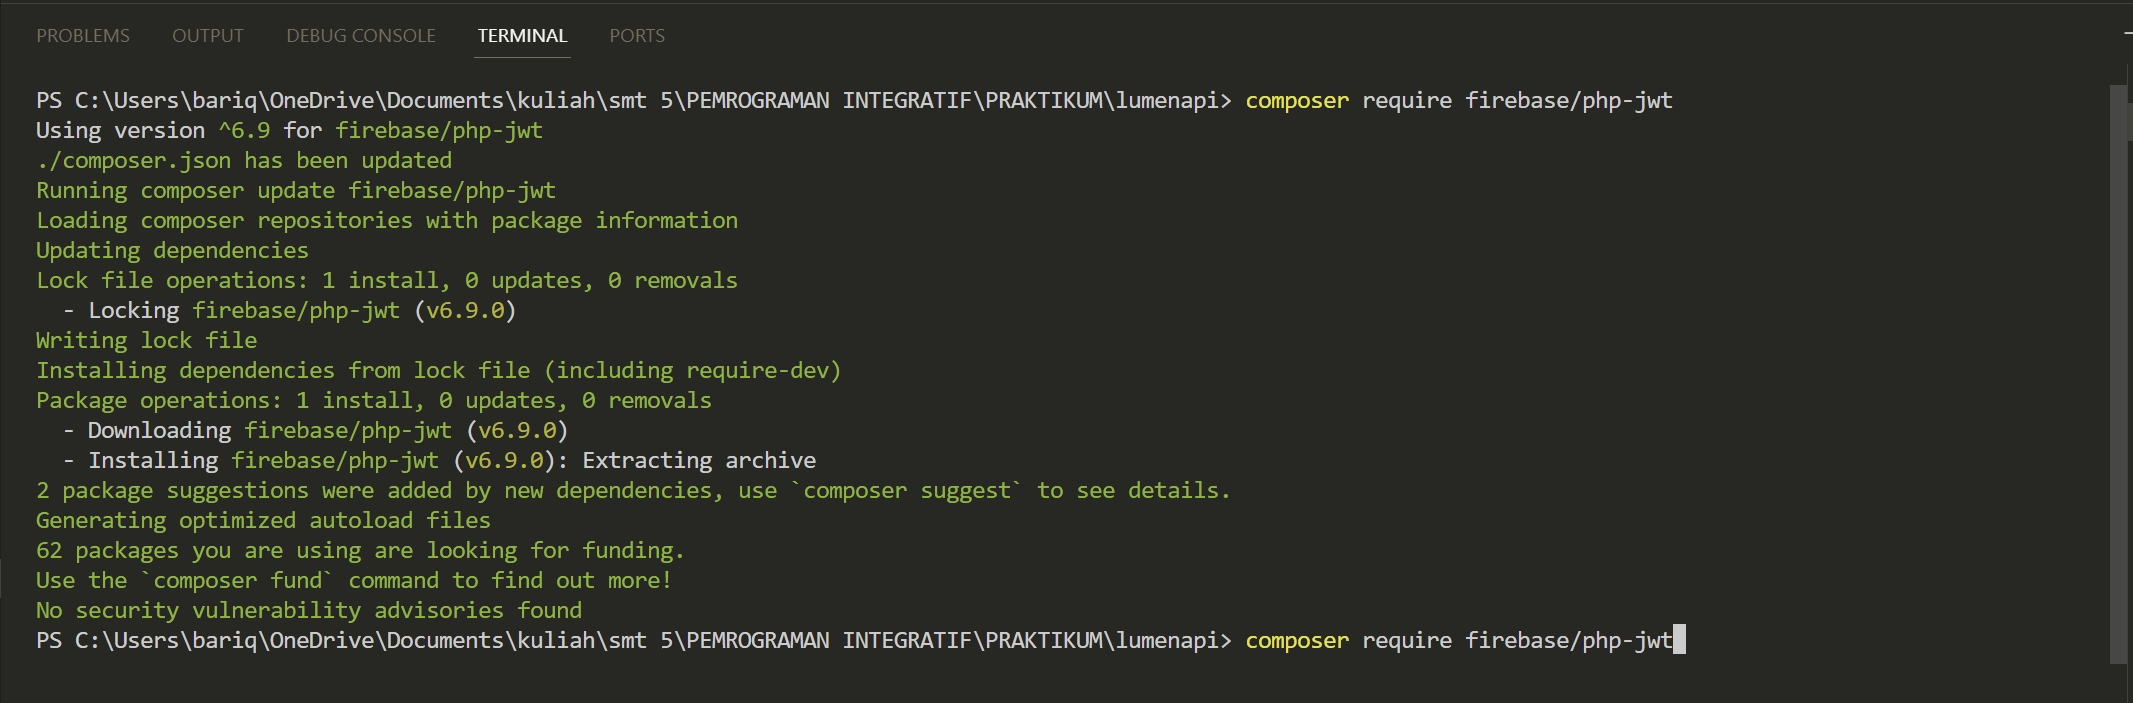 PROBLEMS OUTPUT DEBUG CONSOLE TERMINAL PORTS
PS C:\Users\bariq\OneDrive\Documents\kuliah\smt 5\PEMROGRAMAN INTEGRATIF\PRAKTIKUM\lumenapi> composer require firebase/php-jwt
Using version ^6.9 for firebase/php-jwt
./composer.json has been updated
Running composer update firebase/php-jwt
Loading composer repositories with package information
Updating dependencies
Lock file operations: 1 install, 0 updates, 0 removals
  - Locking firebase/php-jwt (v6.9.0)
Writing lock file
Installing dependencies from lock file (including require-dev)
Package operations: 1 install, 0 updates, 0 removals
  - Downloading firebase/php-jwt (v6.9.0)
  - Installing firebase/php-jwt (v6.9.0): Extracting archive
2 package suggestions were added by new dependencies, use `composer suggest` to see details.
Generating optimized autoload files
62 packages you are using are looking for funding.
Use the `composer fund` command to find out more!
No security vulnerability advisories found
PS C:\Users\bariq\OneDrive\Documents\kuliah\smt 5\PEMROGRAMAN INTEGRATIF\PRAKTIKUM\lumenapi> composer require firebase/php-jwt